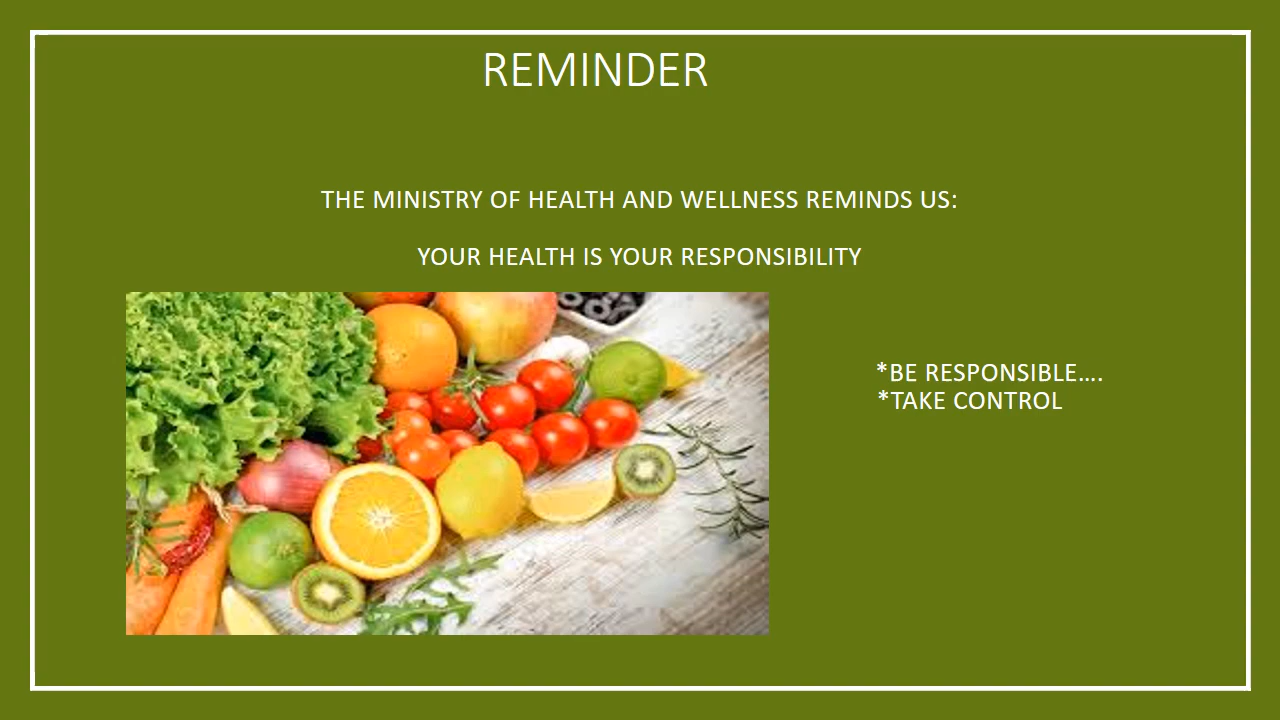 REMINDER
THE MINISTRY OF HEALTH AND WELLNESS REMINDS US:
YOUR HEALTH IS YOUR RESPONSIBILITY
*BE RESPONSIBLE....
*TAKE CONTROL